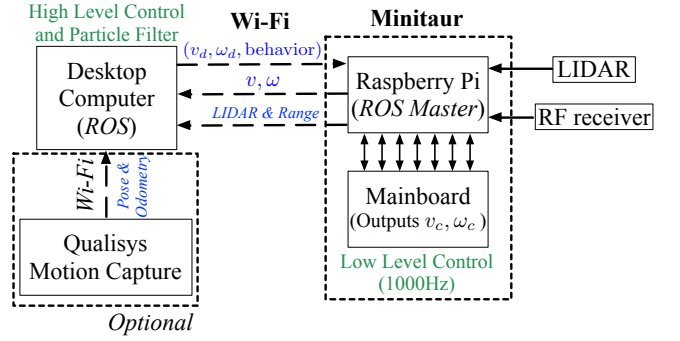 High Level Control
and Particle Filter
Wi-Fi
Minitaur
Desktop
Computer
(ROS)
(v_d, ω_d, behavior)
v, ω
LIDAR & Range
Raspberry Pi
(ROS Master)
LIDAR
RF receiver
Mainboard
(Outputs v_c, ω_c)
Low Level Control
(1000Hz)
Wi-Fi
Pose &
Odometry
Qualisys
Motion Capture
Optional